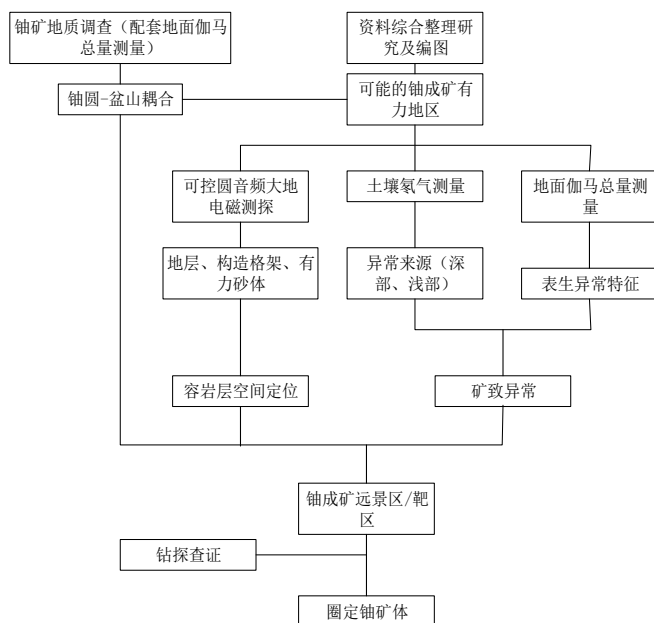 铀矿地质调查（配套地面伽马
总量测量）
资料综合整理研
究及编图
铀圆-盆山耦合
可能的铀成矿有
力地区
可控圆音频大地
电磁测探
土壤氡气测量
地面伽马总量测
量
地层、构造格架、有
力砂体
异常来源（深
部、浅部）
表生异常特征
容岩层空间定位
矿致异常
铀成矿远景区/靶
区
钻探查证
圈定铀矿体